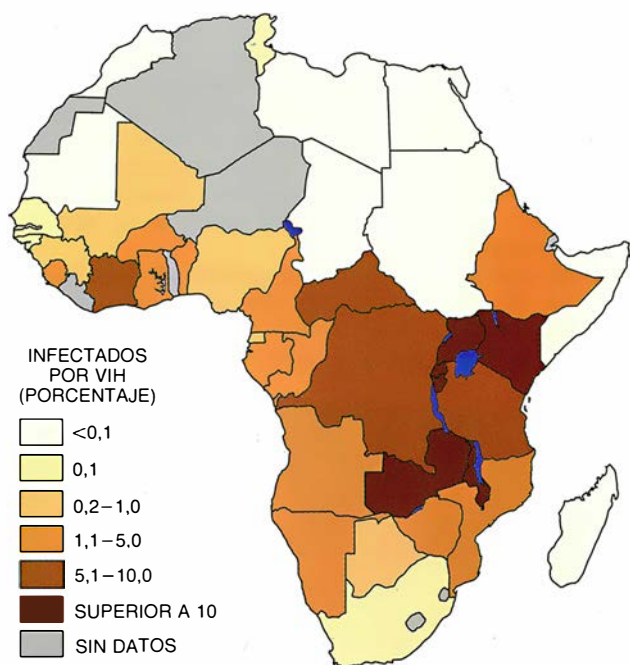 INFECTADOS
POR VIH
(PORCENTAJE)
<0,1
0,1
0,2–1,0
1,1–5,0
5,1–10,0
SUPERIOR A 10
SIN DATOS